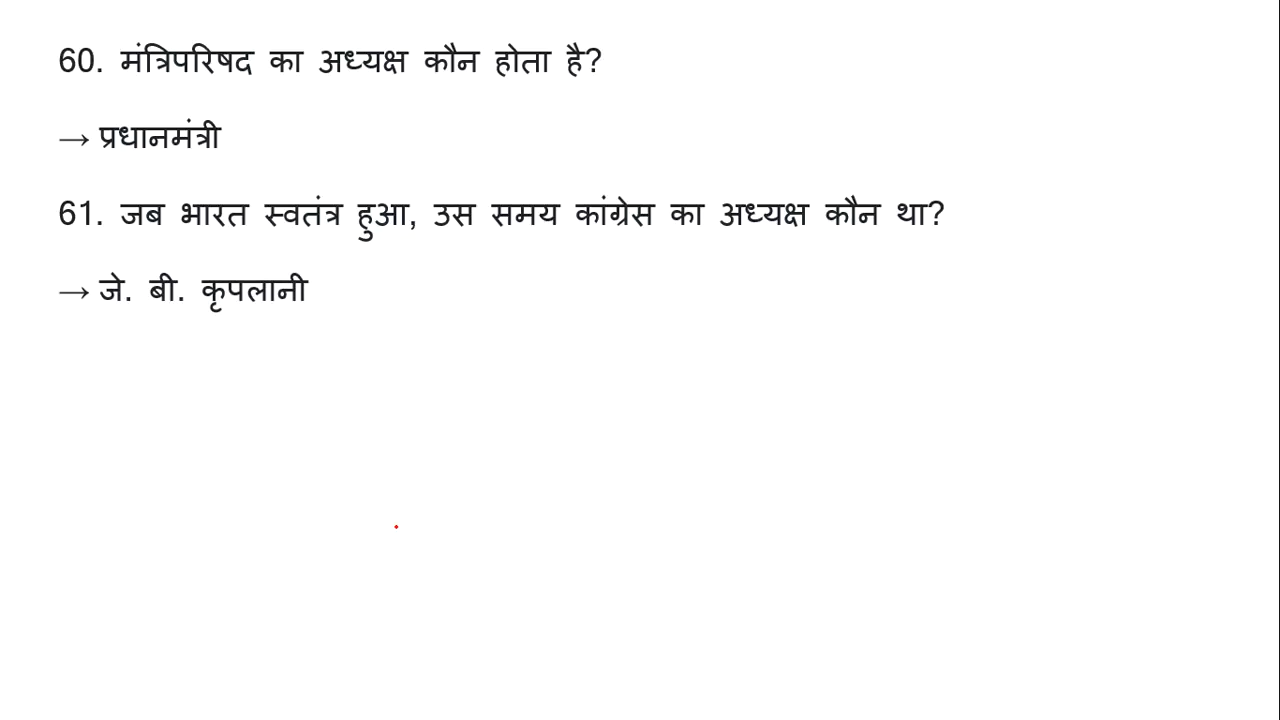 60. मंत्रिपरिषद का अध्यक्ष कौन होता है?
→ प्रधानमंत्री
61. जब भारत स्वतंत्र हुआ, उस समय कांग्रेस का अध्यक्ष कौन था?
→ जे. बी. कृपलानी